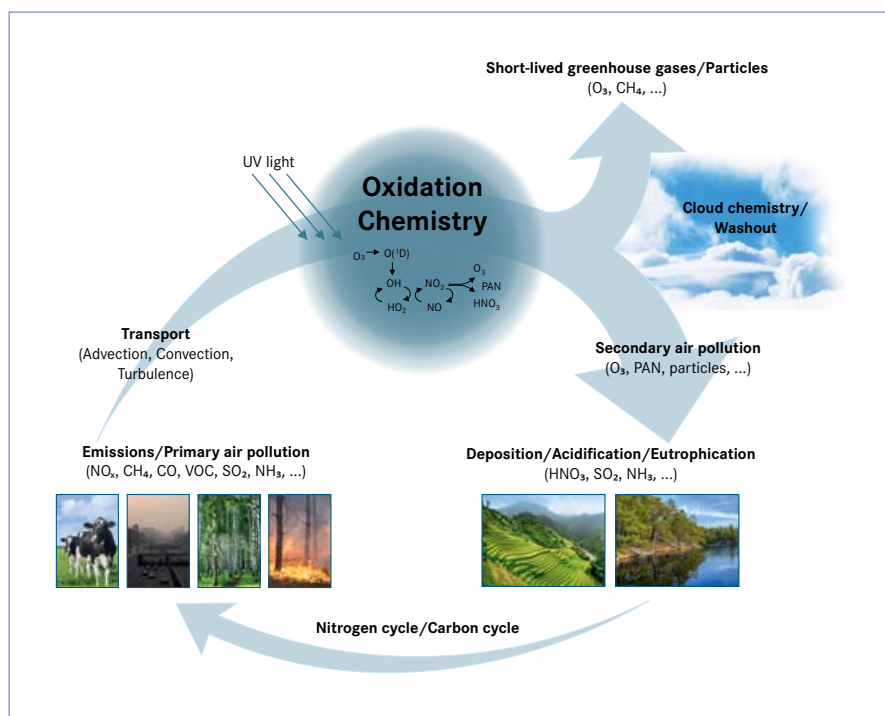 Short-lived greenhouse gases/Particles
(O₃, CH₄, ...)
UV light
Oxidation
Chemistry
Cloud chemistry/
Washout
O₃ O(¹D)
O₃
OH NO₂ PAN
HO₂ NO HNO₃
Transport
(Advection, Convection,
Turbulence)
Secondary air pollution
(O₃, PAN, particles, ...)
Emissions/Primary air pollution
(NOₓ, CH₄, CO, VOC, SO₂, NH₃, ...)
Deposition/Acidification/Eutrophication
(HNO₃, SO₂, NH₃, ...)
Nitrogen cycle/Carbon cycle